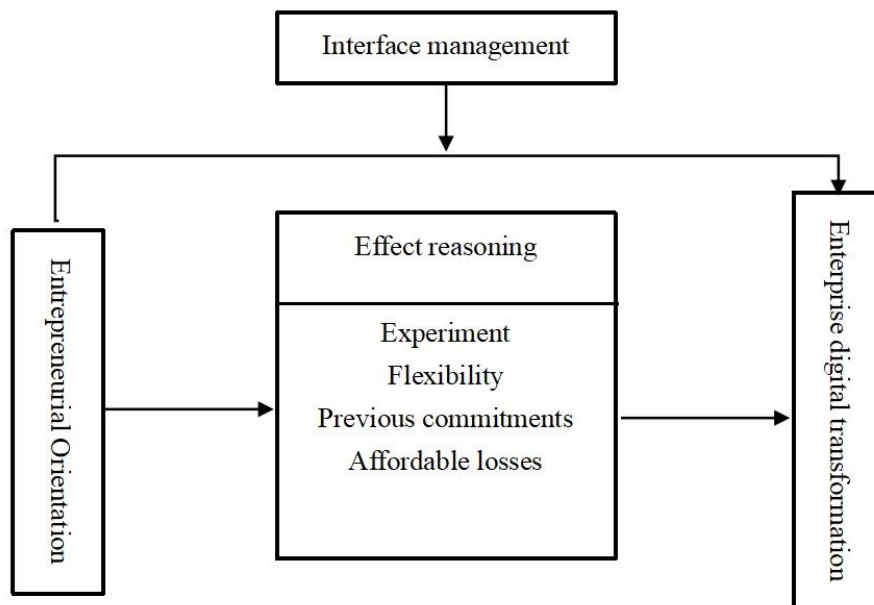 Interface management
Entrepreneurial Orientation
Effect reasoning
Experiment
Flexibility
Previous commitments
Affordable losses
Enterprise digital transformation